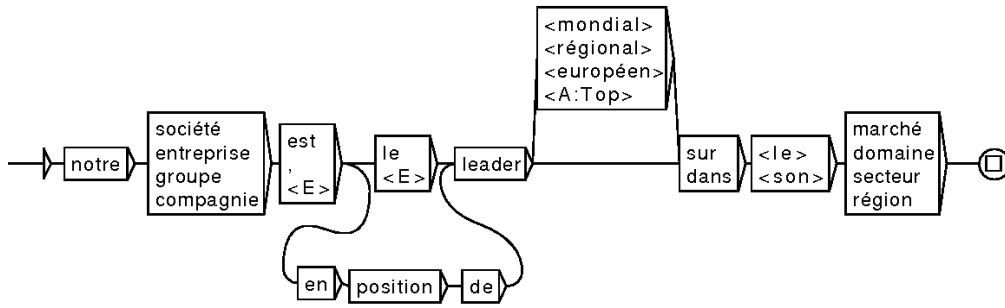 notre
société
entreprise
groupe
compagnie
est
,
<E>
le
<E>
en
position
de
leader
<mondial>
<régional>
<européen>
<A:Top>
sur
dans
<le>
<son>
marché
domaine
secteur
région